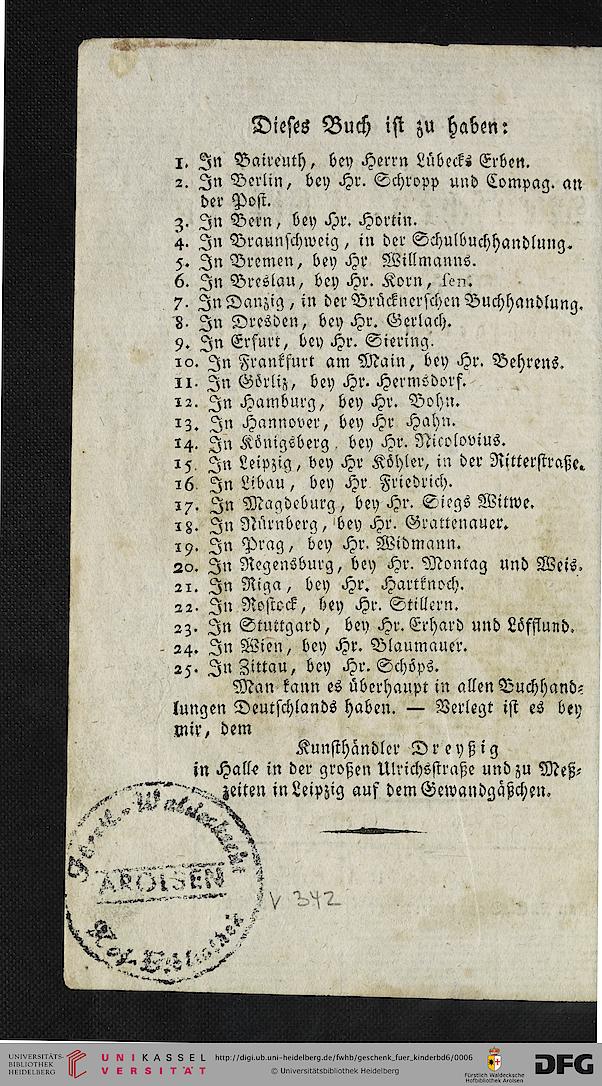 Dieses Buch ist zu haben:
1. In Baireuth, bey Herrn Lübecks Erben.
2. In Berlin, bey Hr. Schropp und Compag. an
der Post.
3. In Bern, bey Hr. Hortin.
4. In Braunschweig, in der Schulbuchhandlung.
5. In Bremen, bey Hr Willmanns.
6. In Breslau, bey Hr. Korn, sen.
7. In Danzig, in der Brücknerschen Buchhandlung.
8. In Dresden, bey Hr. Gerlach.
9. In Erfurt, bey Hr. Siering.
10. In Frankfurt am Main, bey Hr. Behrens.
11. In Görliz, bey Hr. Hermsdorf.
12. In Hamburg, bey Hr. Bohn.
13. In Hannover, bey Hr Hahn.
14. In Königsberg bey Hr. Nicolovius.
15. In Leipzig, bey Hr Köhler, in der Ritterstraße.
16. In Libau, bey Hr Friedrich.
17. In Magdeburg, bey Hr. Siegs Witwe.
18. In Nürnberg, bey Hr. Grattenauer.
19. In Prag, bey Hr. Widmann.
20. In Regensburg, bey Hr. Montag und Weis.
21. In Riga, bey Hr. Hartknoch.
22. In Rostock, bey Hr. Stillern.
23. In Stuttgard, bey Hr. Erhard und Löfflund.
24. In Wien, bey Hr. Blaumauer.
25. In Zittau, bey Hr. Schöps.
Man kann es überhaupt in allen Buchhand-
lungen Deutschlands haben. — Verlegt ist es bey
mir, dem
Kunsthändler Dreyßig
in Halle in der großen Ulrichsstraße und zu Meß-
zeiten in Leipzig auf dem Gewandgäßchen.
Fürstl. Waldeckische
AROLSEN
Hof-Bibliothek
V 342
UNIVERSITÄTS-
BIBLIOTHEK
HEIDELBERG
UNIKASSEL
VERSITÄT
http://digi.ub.uni-heidelberg.de/fwhb/geschenk_fuer_kinderbd6/0006
© Universitätsbibliothek Heidelberg
Fürstlich Waldecksche
Hofbibliothek Arolsen
DFG